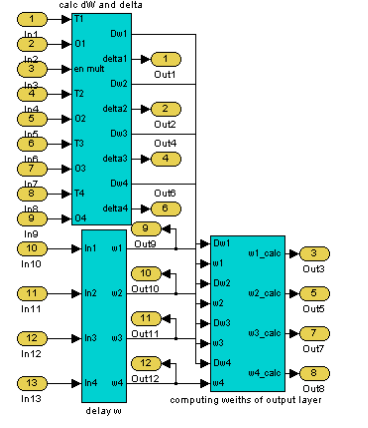 calc dW and delta
1 T1 Dw1
In1
2 O1 delta1 1
In2 Out1
3 en mult Dw2
In3
4 T2 delta2 2
In4 Out2
5 O2 Dw3
In5 Out4
6 T3 delta3 4
In6
7 O3 Dw4
In7 Out6
8 T4 delta4 6
In8
9 O4
In9
9
Out9
10 In1 w1
In10
10
Out10
11 In2 w2
In11
11
Out11
12 In3 w3
In12
12
Out12
13 In4 w4
In13
delay w
Dw1
w1 w1_calc 3
Out3
Dw2
w2 w2_calc 5
Out5
Dw3
w3 w3_calc 7
Out7
Dw4
w4 w4_calc 8
Out8
computing weiths of output layer